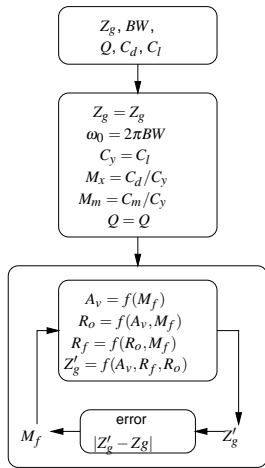 Z_g, BW,
Q, C_d, C_l
Z_g = Z_g
ω_0 = 2πBW
C_y = C_l
M_x = C_d/C_y
M_m = C_m/C_y
Q = Q
A_v = f(M_f)
R_o = f(A_v, M_f)
R_f = f(R_o, M_f)
Z'_g = f(A_v, R_f, R_o)
error
|Z'_g − Zg|
M_f
Z'_g